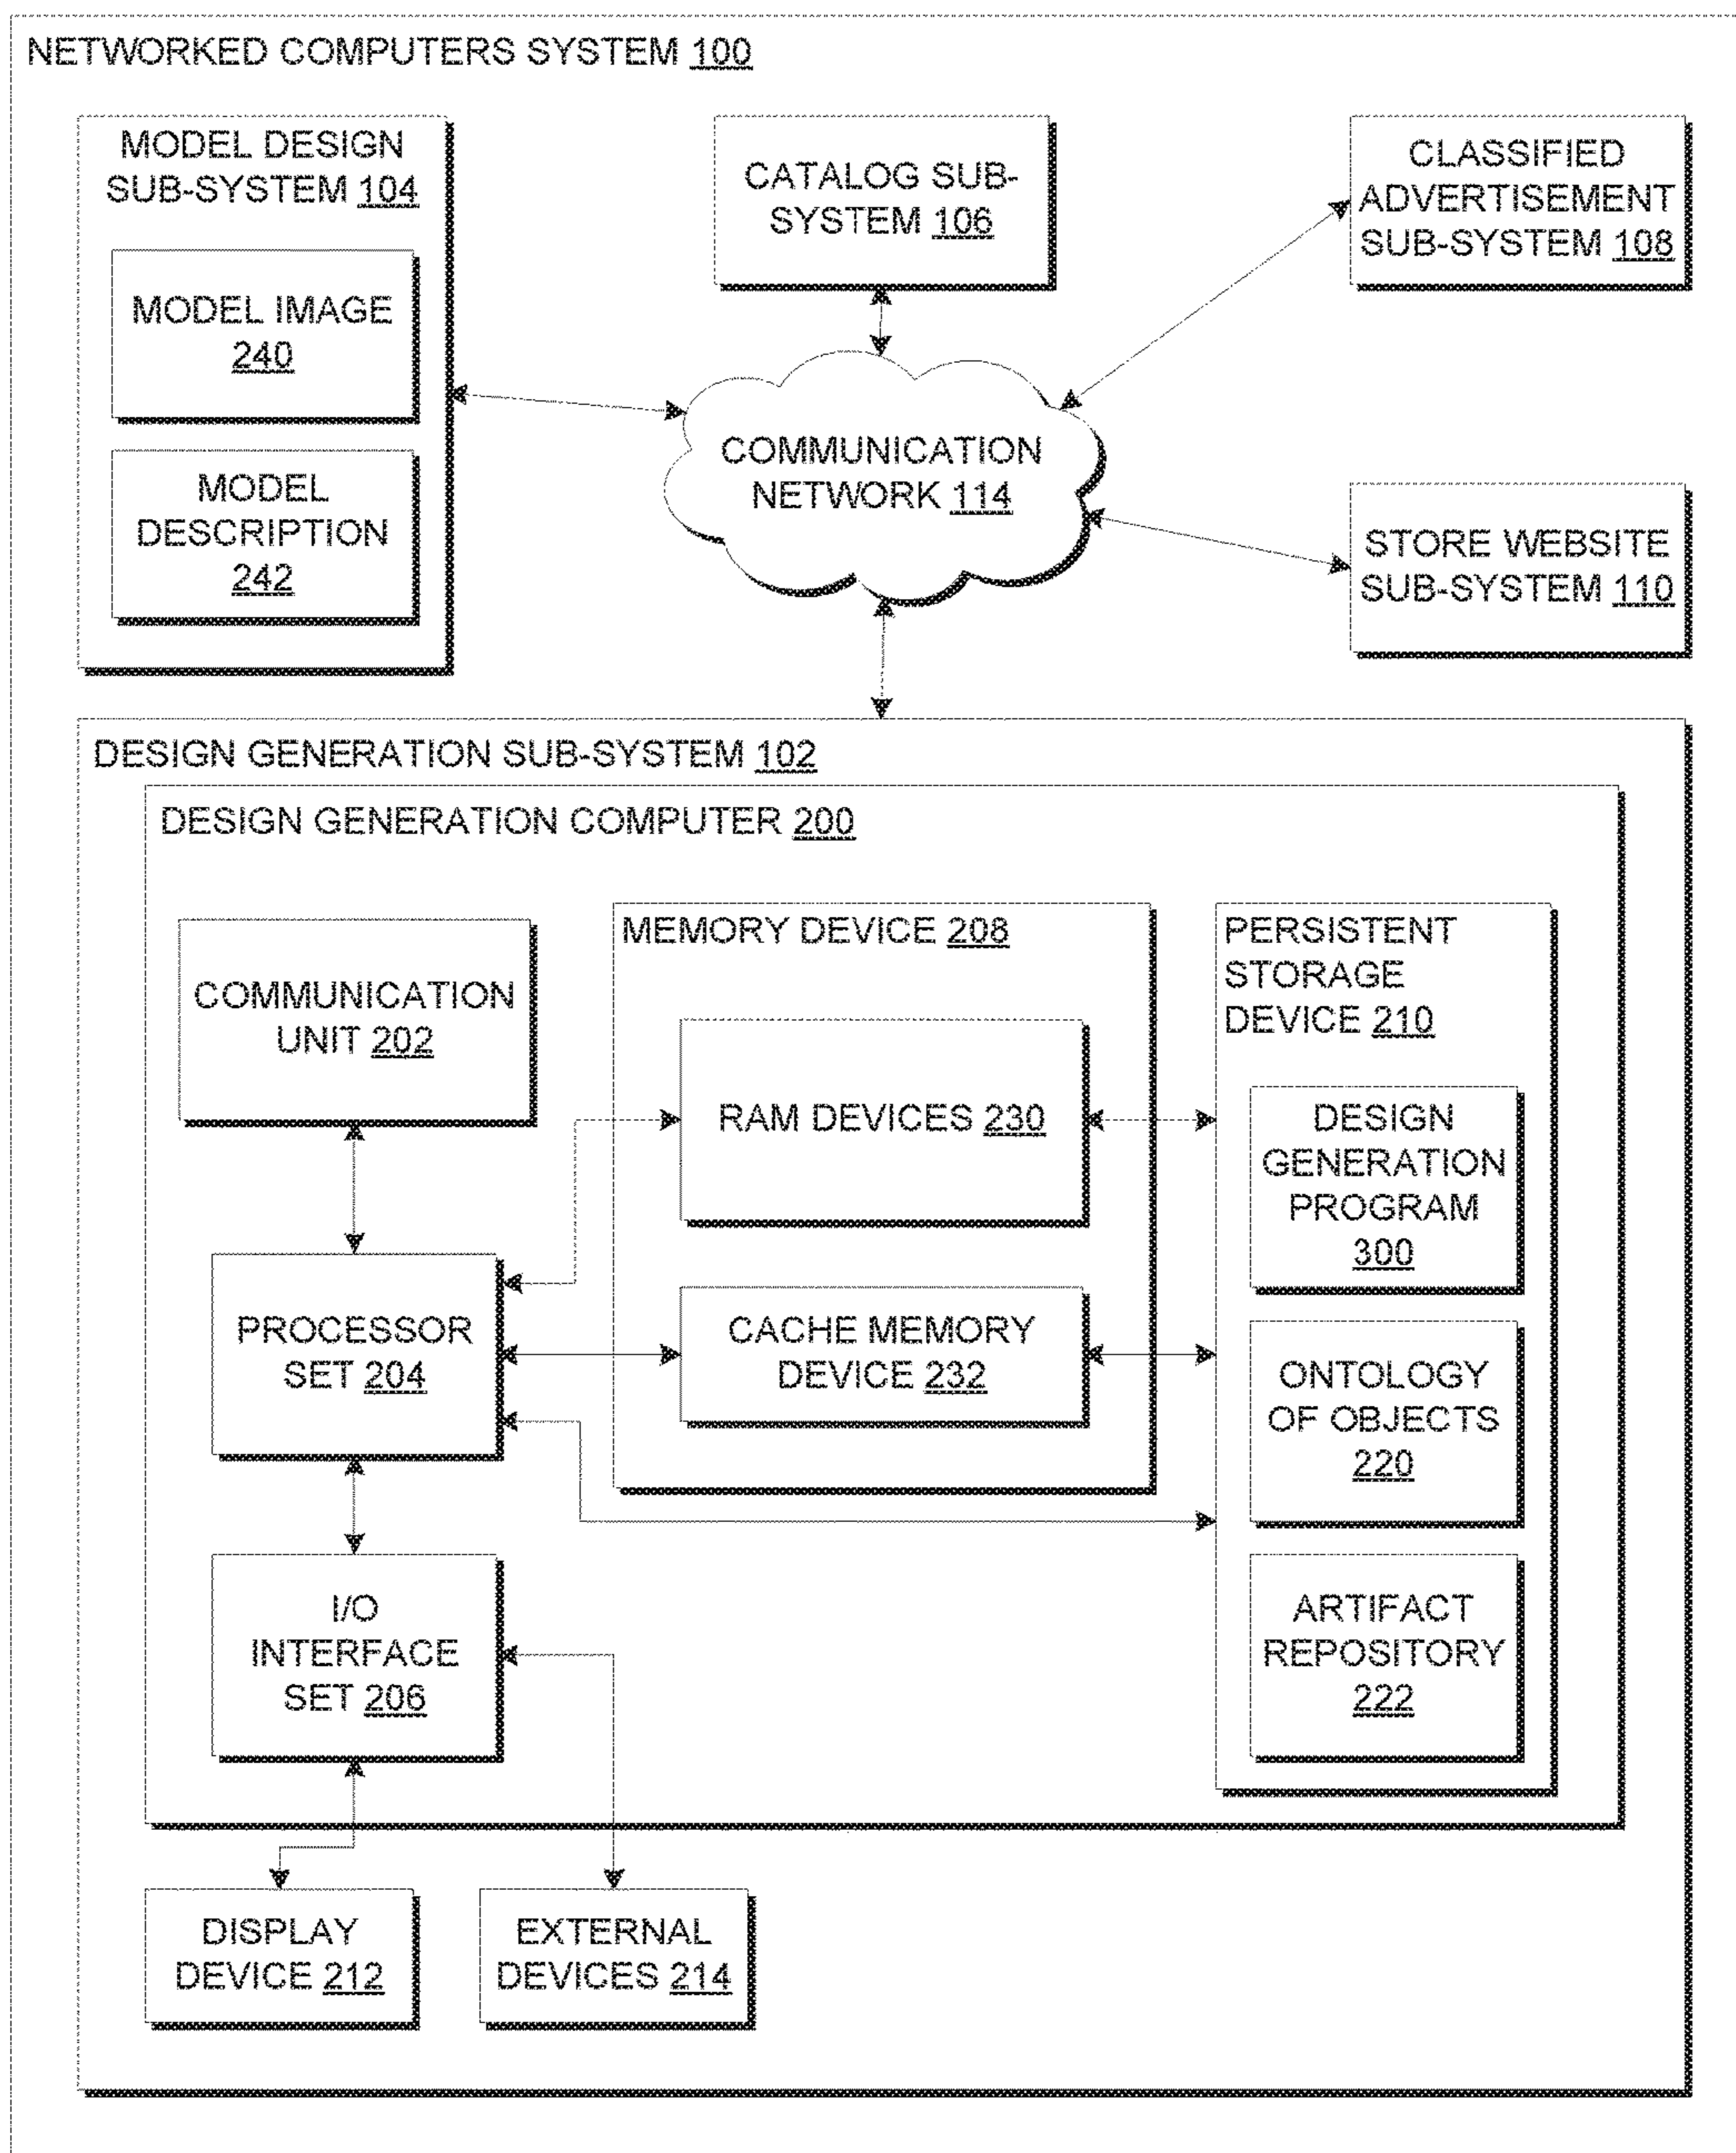 NETWORKED COMPUTERS SYSTEM 100
MODEL DESIGN
SUB-SYSTEM 104
MODEL IMAGE
240
MODEL
DESCRIPTION
242
CATALOG SUB-
SYSTEM 106
CLASSIFIED
ADVERTISEMENT
SUB-SYSTEM 108
COMMUNICATION
NETWORK 114
STORE WEBSITE
SUB-SYSTEM 110
DESIGN GENERATION SUB-SYSTEM 102
DESIGN GENERATION COMPUTER 200
COMMUNICATION
UNIT 202
MEMORY DEVICE 208
RAM DEVICES 230
CACHE MEMORY
DEVICE 232
PERSISTENT
STORAGE
DEVICE 210
DESIGN
GENERATION
PROGRAM
300
ONTOLOGY
OF OBJECTS
220
ARTIFACT
REPOSITORY
222
PROCESSOR
SET 204
I/O
INTERFACE
SET 206
DISPLAY
DEVICE 212
EXTERNAL
DEVICES 214